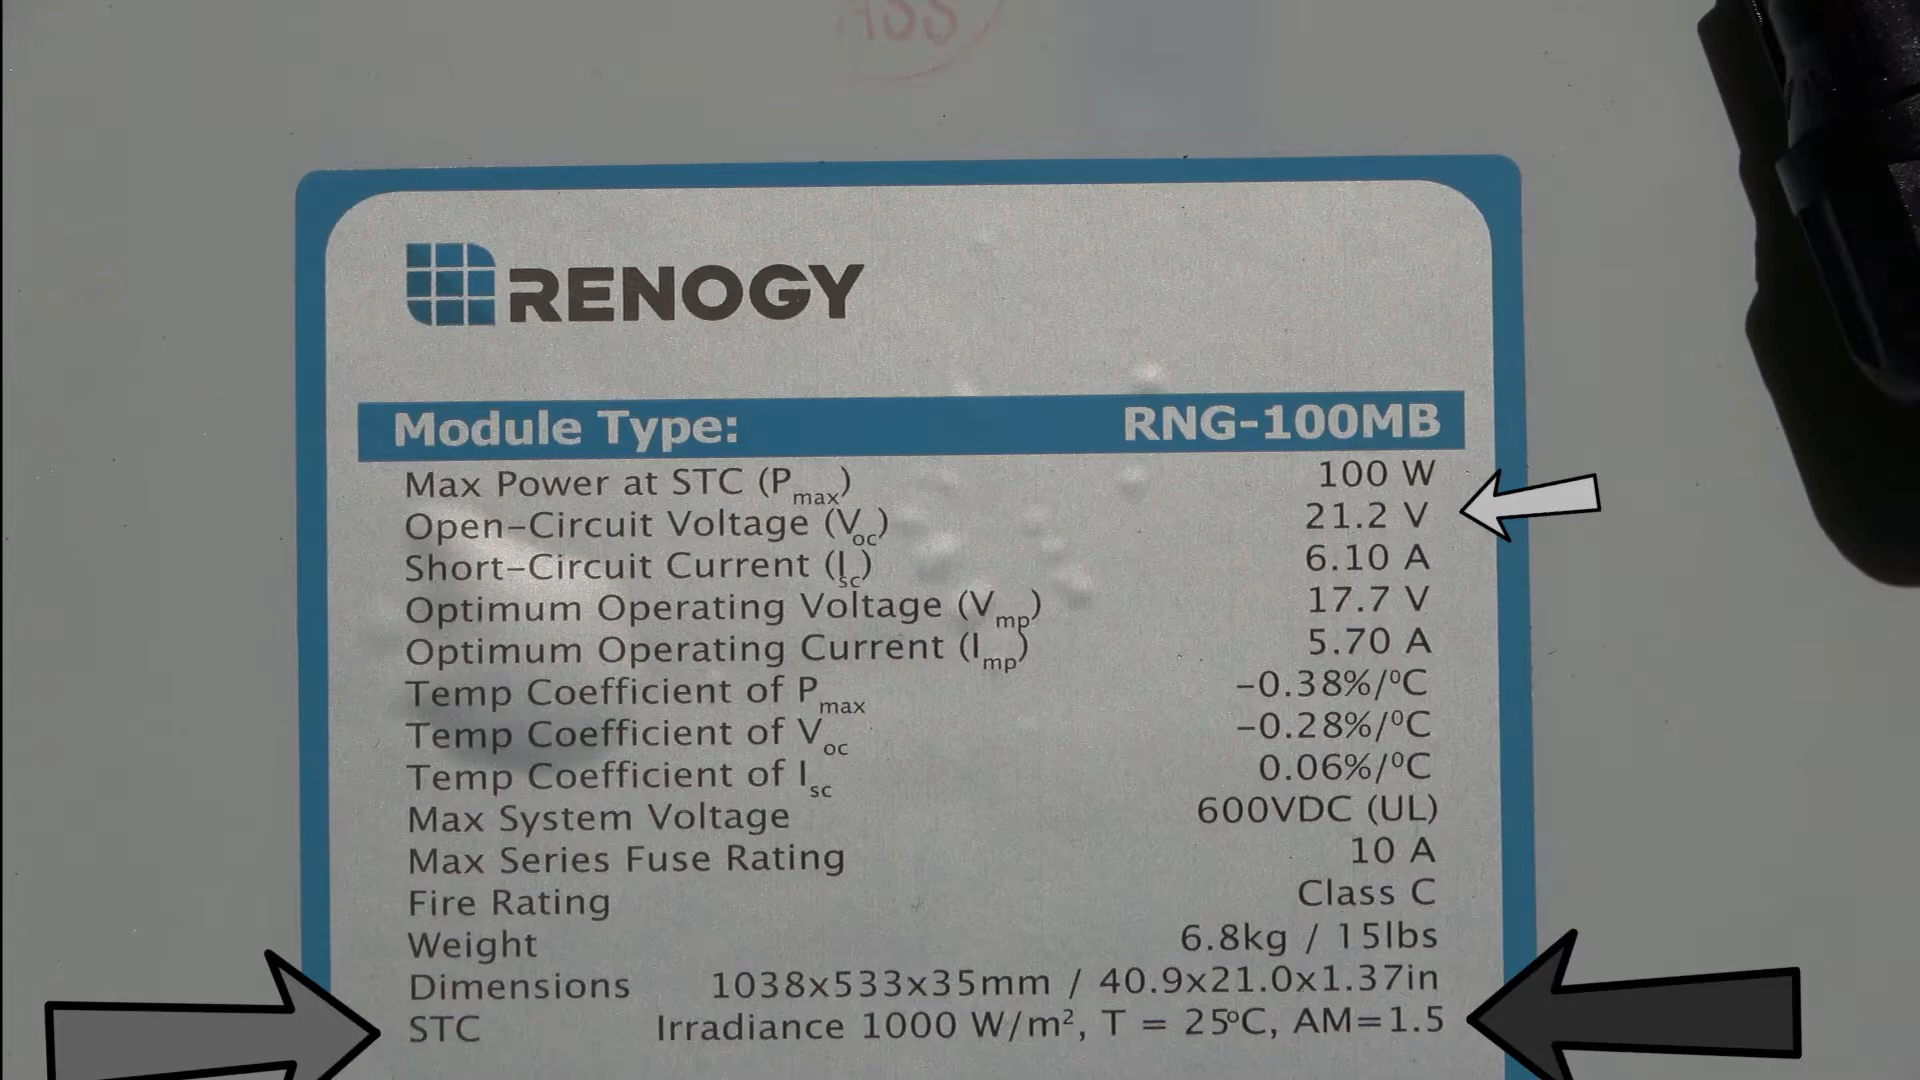 RENOGY
Module Type: RNG-100MB
Max Power at STC (Pmax) 100 W
Open-Circuit Voltage (Voc) 21.2 V
Short-Circuit Current (Isc) 6.10 A
Optimum Operating Voltage (Vmp) 17.7 V
Optimum Operating Current (Imp) 5.70 A
Temp Coefficient of Pmax -0.38%/⁰C
Temp Coefficient of Voc -0.28%/⁰C
Temp Coefficient of Isc 0.06%/⁰C
Max System Voltage 600VDC (UL)
Max Series Fuse Rating 10 A
Fire Rating Class C
Weight 6.8kg / 15lbs
Dimensions 1038x533x35mm / 40.9x21.0x1.37in
STC Irradiance 1000 W/m², T = 25⁰C, AM=1.5